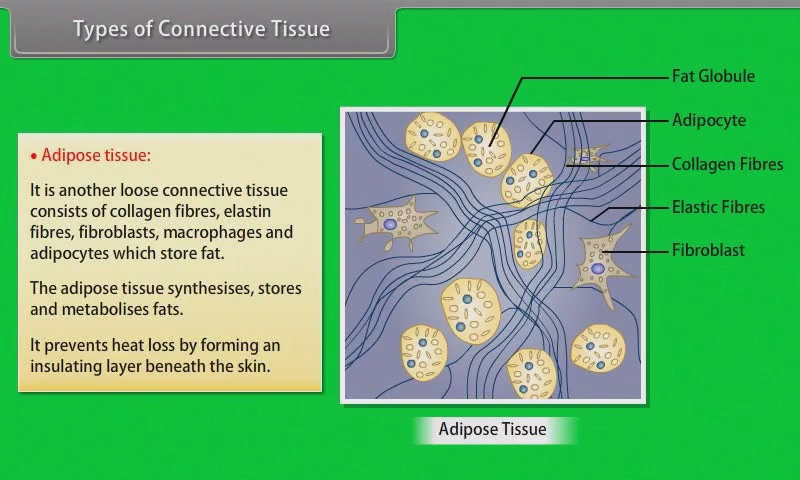 Types of Connective Tissue
• Adipose tissue:
It is another loose connective tissue
consists of collagen fibres, elastin
fibres, fibroblasts, macrophages and
adipocytes which store fat.
The adipose tissue synthesises, stores
and metabolises fats.
It prevents heat loss by forming an
insulating layer beneath the skin.
Fat Globule
Adipocyte
Collagen Fibres
Elastic Fibres
Fibroblast
Adipose Tissue